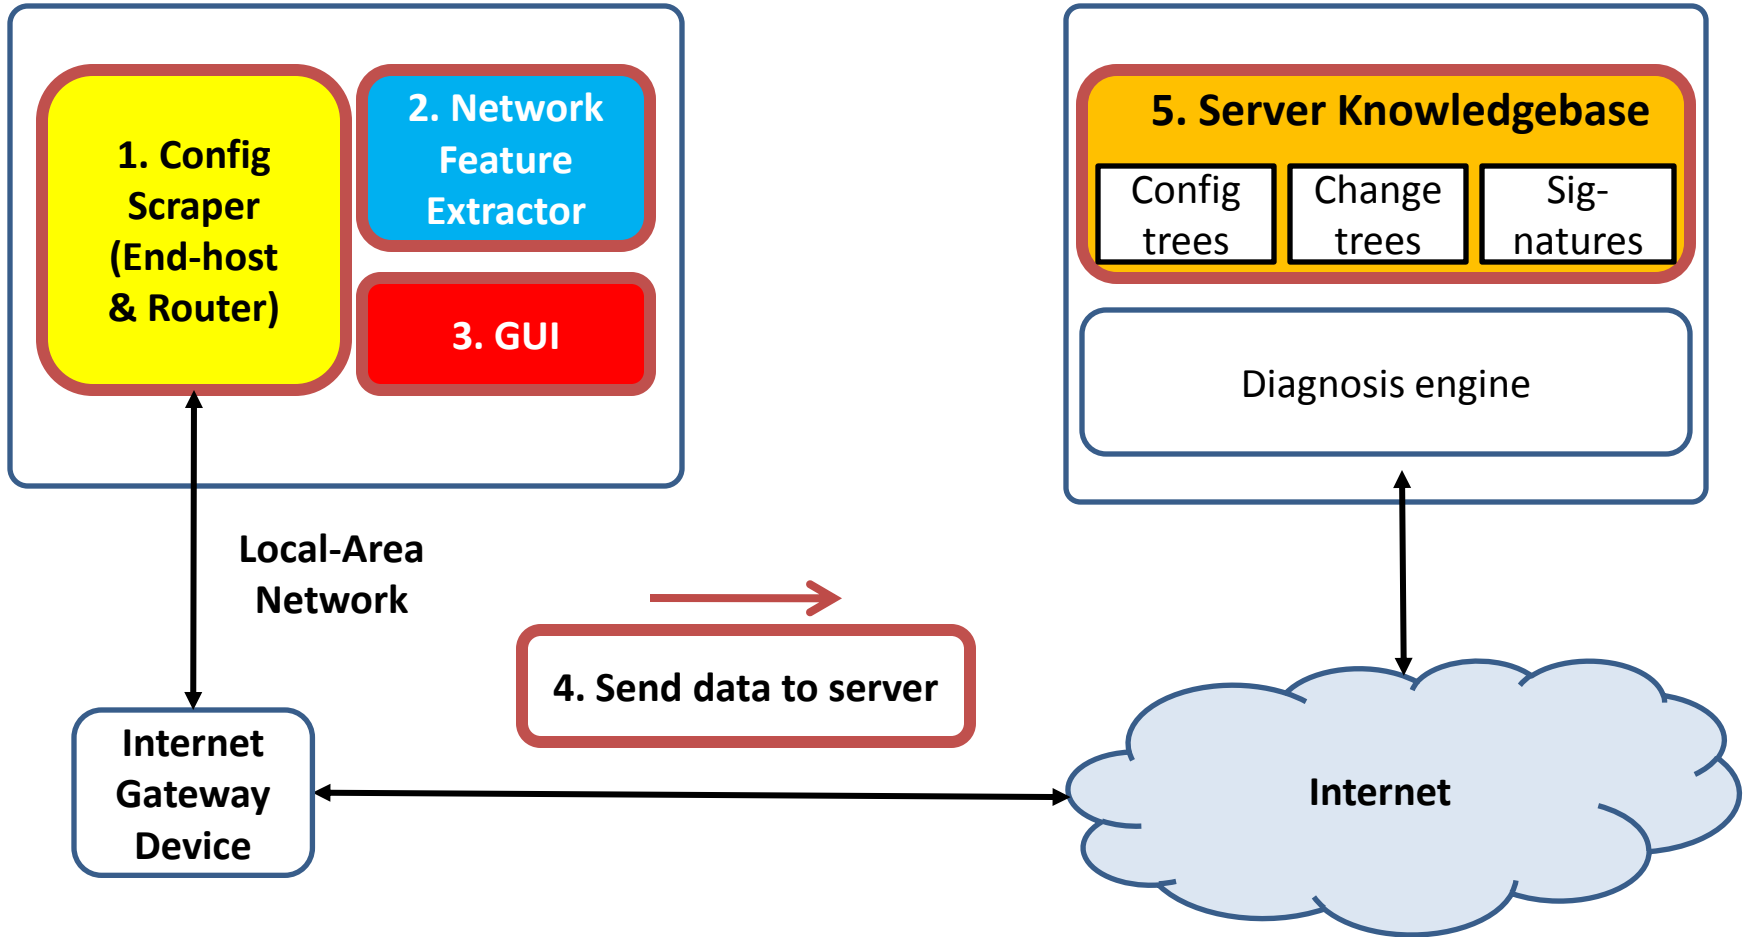 1. Config
Scraper
(End-host
& Router)
2. Network
Feature
Extractor
3. GUI
5. Server Knowledgebase
Config
trees
Change
trees
Sig-
natures
Diagnosis engine
Local-Area
Network
4. Send data to server
Internet
Gateway
Device
Internet